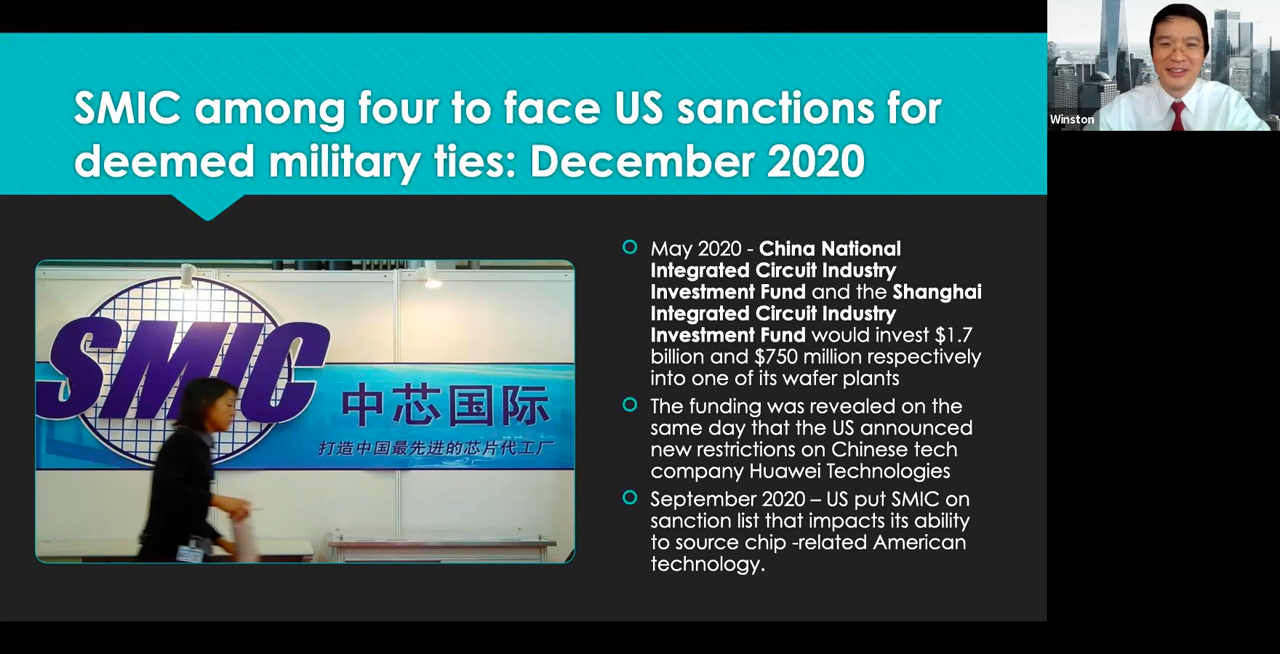 SMIC among four to face US sanctions for
deemed military ties: December 2020
Winston
SMIC
中芯国际
打造中国最先进的芯片代工厂
May 2020 - China National
Integrated Circuit Industry
Investment Fund and the Shanghai
Integrated Circuit Industry
Investment Fund would invest $1.7
billion and $750 million respectively
into one of its wafer plants
The funding was revealed on the
same day that the US announced
new restrictions on Chinese tech
company Huawei Technologies
September 2020 – US put SMIC on
sanction list that impacts its ability
to source chip -related American
technology.